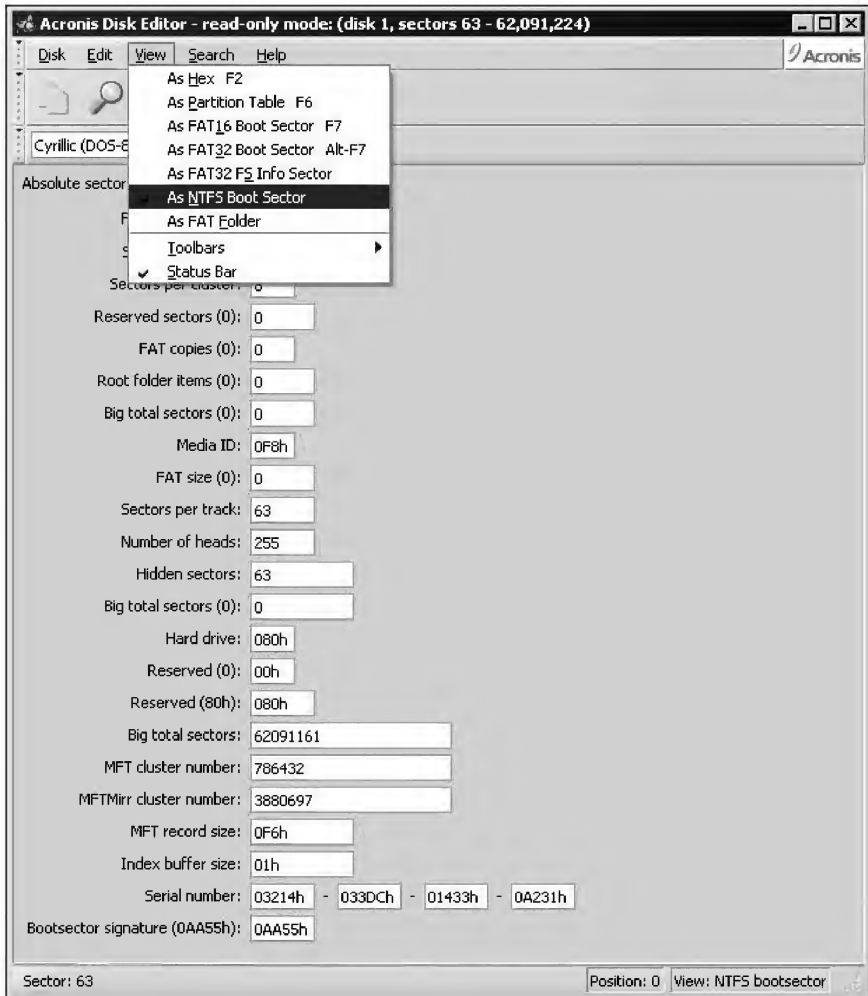 Acronis Disk Editor - read-only mode: (disk 1, sectors 63 - 62,091,224)
Disk Edit View Search Help
Acronis
As Hex F2
As Partition Table F6
As FAT16 Boot Sector F7
As FAT32 Boot Sector Alt-F7
As FAT32 FS Info Sector
As NTFS Boot Sector
As FAT Folder
Toolbars
Status Bar
Cyrillic (DOS-8
Absolute sector
Sectors per cluster: 8
Reserved sectors (0): 0
FAT copies (0): 0
Root folder items (0): 0
Big total sectors (0): 0
Media ID: 0F8h
FAT size (0): 0
Sectors per track: 63
Number of heads: 255
Hidden sectors: 63
Big total sectors (0): 0
Hard drive: 080h
Reserved (0): 00h
Reserved (80h): 080h
Big total sectors: 62091161
MFT cluster number: 786432
MFTMirr cluster number: 3880697
MFT record size: 0F6h
Index buffer size: 01h
Serial number: 03214h - 033DCh - 01433h - 0A231h
Bootsector signature (0AA55h): 0AA55h
Sector: 63
Position: 0 View: NTFS bootsector